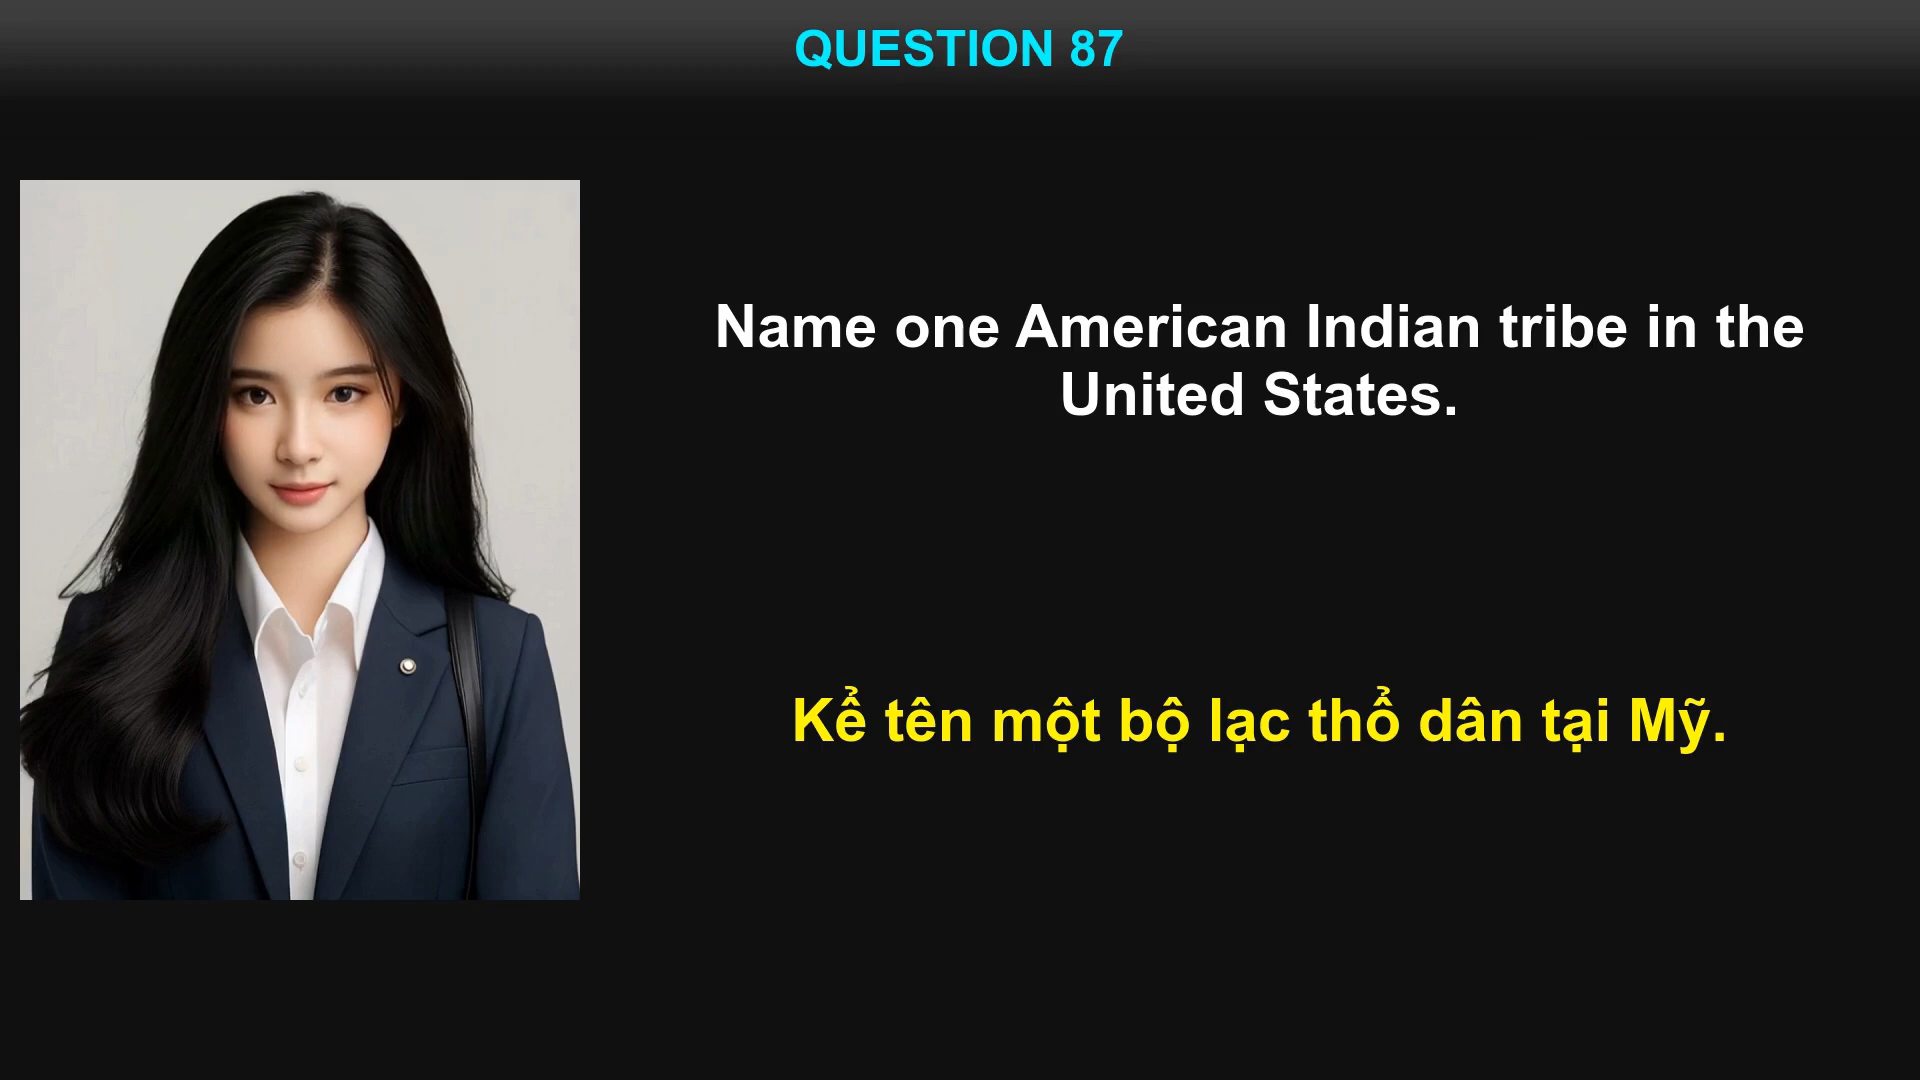 QUESTION 87
Name one American Indian tribe in the
United States.
Kể tên một bộ lạc thổ dân tại Mỹ.